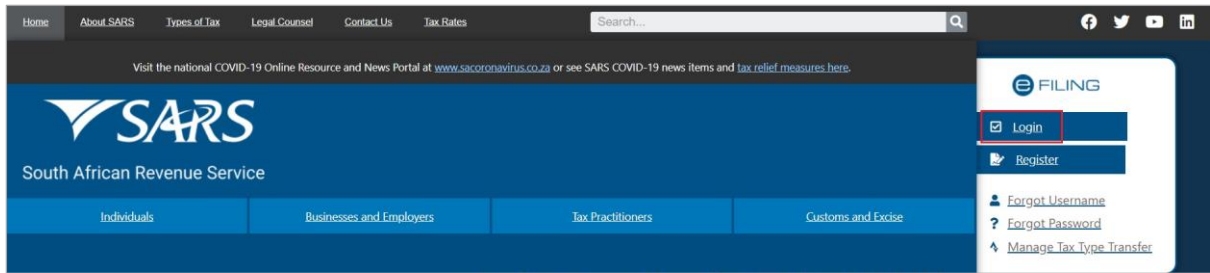 Home About SARS Types of Tax Legal Counsel Contact Us Tax Rates Search...
Visit the national COVID-19 Online Resource and News Portal at www.sacoronavirus.co.za or see SARS COVID-19 news items and tax relief measures here.
SARS
South African Revenue Service
Individuals Businesses and Employers Tax Practitioners Customs and Excise
e FILING
Login
Register
Forgot Username
? Forgot Password
Manage Tax Type Transfer